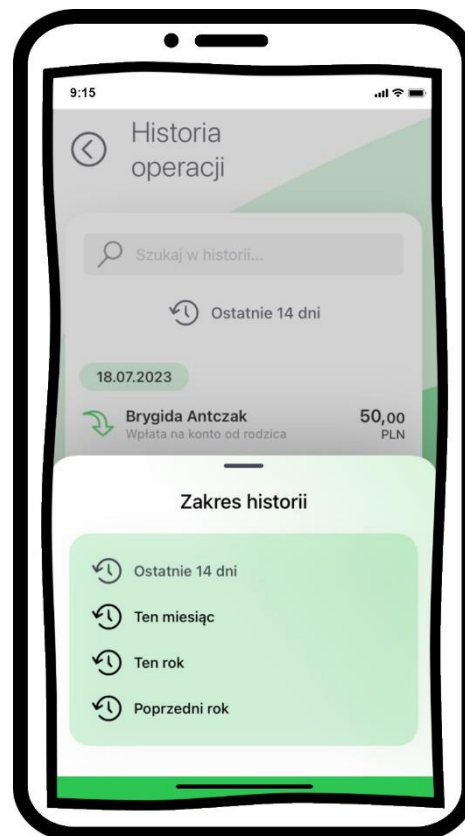 9:15
Historia
operacji
Szukaj w historii...
Ostatnie 14 dni
18.07.2023
Brygida Antczak 50,00
Wpłata na konto od rodzica PLN
Zakres historii
Ostatnie 14 dni
Ten miesiąc
Ten rok
Poprzedni rok